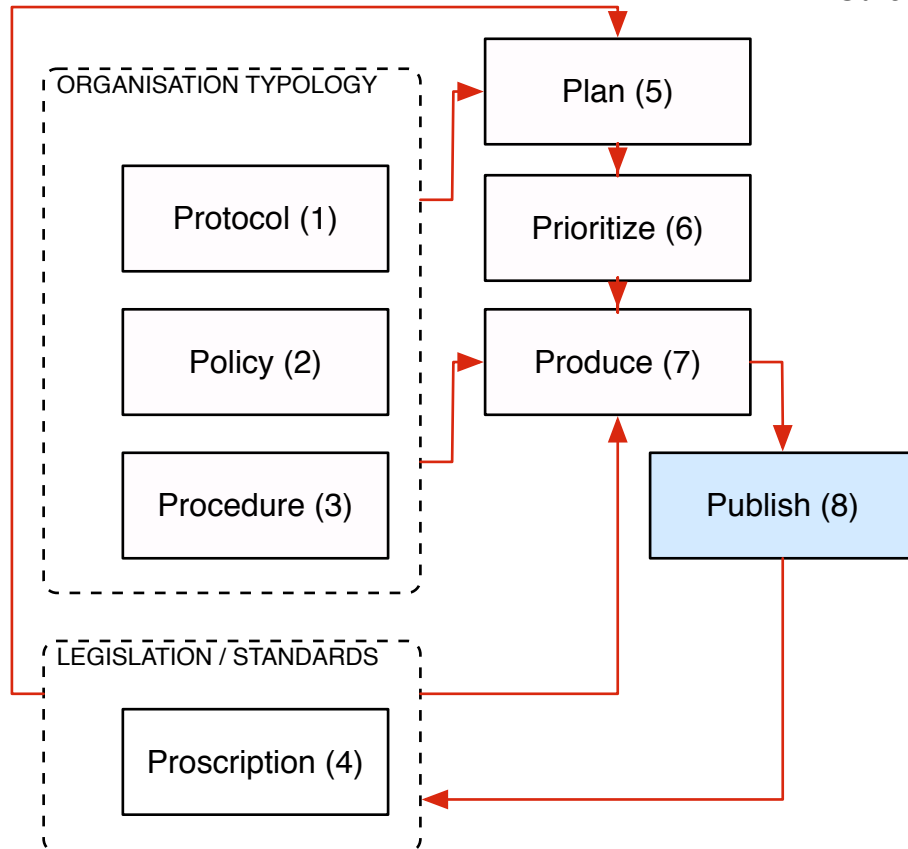 ORGANISATION TYPOLOGY
Plan (5)
Protocol (1)
Prioritize (6)
Policy (2)
Produce (7)
Procedure (3)
Publish (8)
LEGISLATION / STANDARDS
Proscription (4)